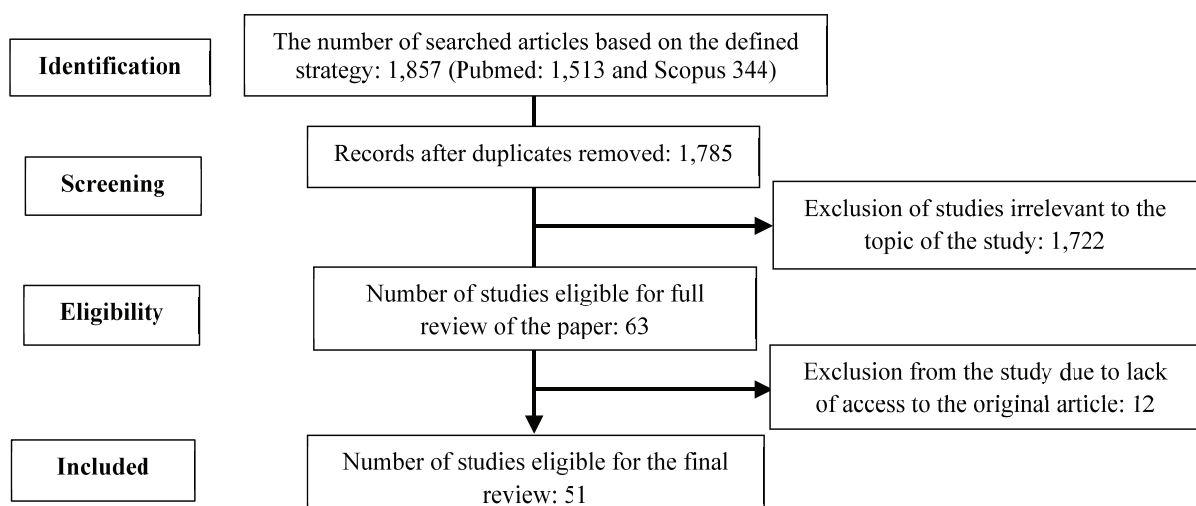 Identification
The number of searched articles based on the defined
strategy: 1,857 (Pubmed: 1,513 and Scopus 344)
Records after duplicates removed: 1,785
Screening
Exclusion of studies irrelevant to the
topic of the study: 1,722
Eligibility
Number of studies eligible for full
review of the paper: 63
Exclusion from the study due to lack
of access to the original article: 12
Included
Number of studies eligible for the final
review: 51